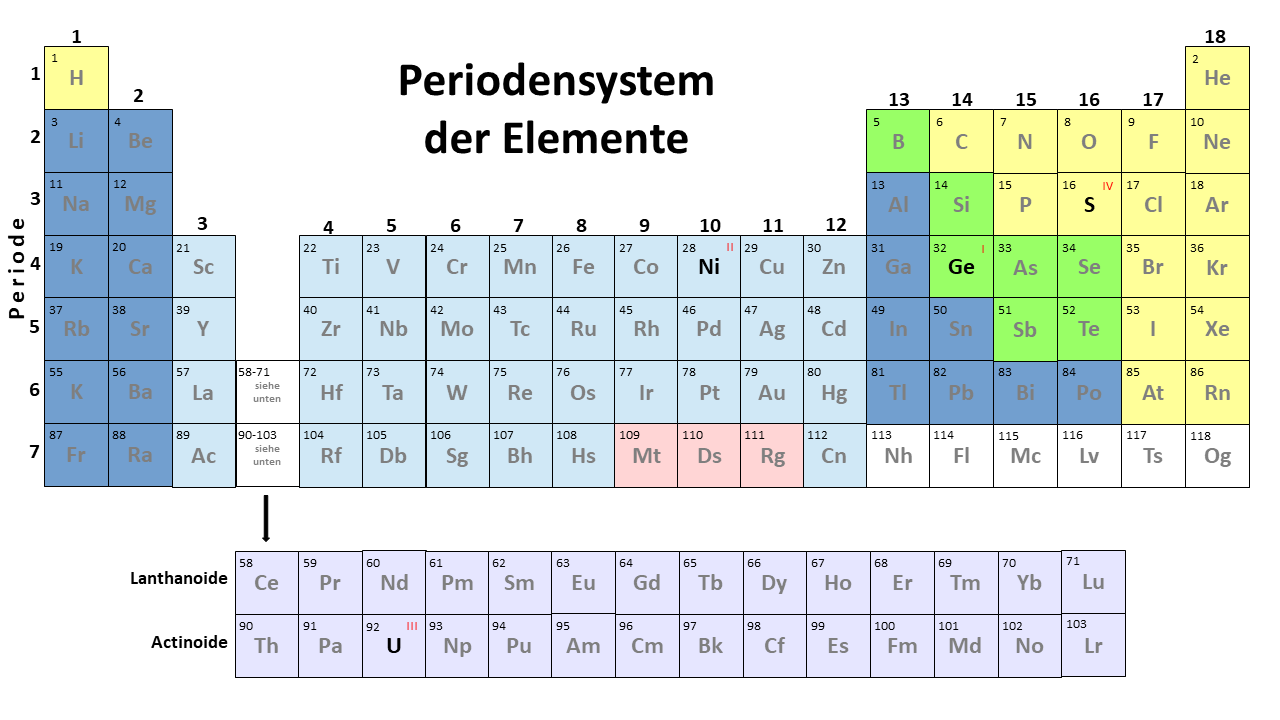 1 18
Periodensystem
der Elemente
1 1 H 2 He
2 13 14 15 16 17
2 3 Li 4 Be 5 B 6 C 7 N 8 O 9 F 10 Ne
3 11 Na 12 Mg 13 Al 14 Si 15 P 16 IV S 17 Cl 18 Ar
3 4 5 6 7 8 9 10 11 12
4 19 K 20 Ca 21 Sc 22 Ti 23 V 24 Cr 25 Mn 26 Fe 27 Co 28 II Ni 29 Cu 30 Zn 31 Ga 32 I Ge 33 As 34 Se 35 Br 36 Kr
Periode
5 37 Rb 38 Sr 39 Y 40 Zr 41 Nb 42 Mo 43 Tc 44 Ru 45 Rh 46 Pd 47 Ag 48 Cd 49 In 50 Sn 51 Sb 52 Te 53 I 54 Xe
6 55 K 56 Ba 57 La 58-71 siehe unten 72 Hf 73 Ta 74 W 75 Re 76 Os 77 Ir 78 Pt 79 Au 80 Hg 81 Tl 82 Pb 83 Bi 84 Po 85 At 86 Rn
7 87 Fr 88 Ra 89 Ac 90-103 siehe unten 104 Rf 105 Db 106 Sg 107 Bh 108 Hs 109 Mt 110 Ds 111 Rg 112 Cn 113 Nh 114 Fl 115 Mc 116 Lv 117 Ts 118 Og
Lanthanoide 58 Ce 59 Pr 60 Nd 61 Pm 62 Sm 63 Eu 64 Gd 65 Tb 66 Dy 67 Ho 68 Er 69 Tm 70 Yb 71 Lu
Actinoide 90 Th 91 Pa 92 III U 93 Np 94 Pu 95 Am 96 Cm 97 Bk 98 Cf 99 Es 100 Fm 101 Md 102 No 103 Lr